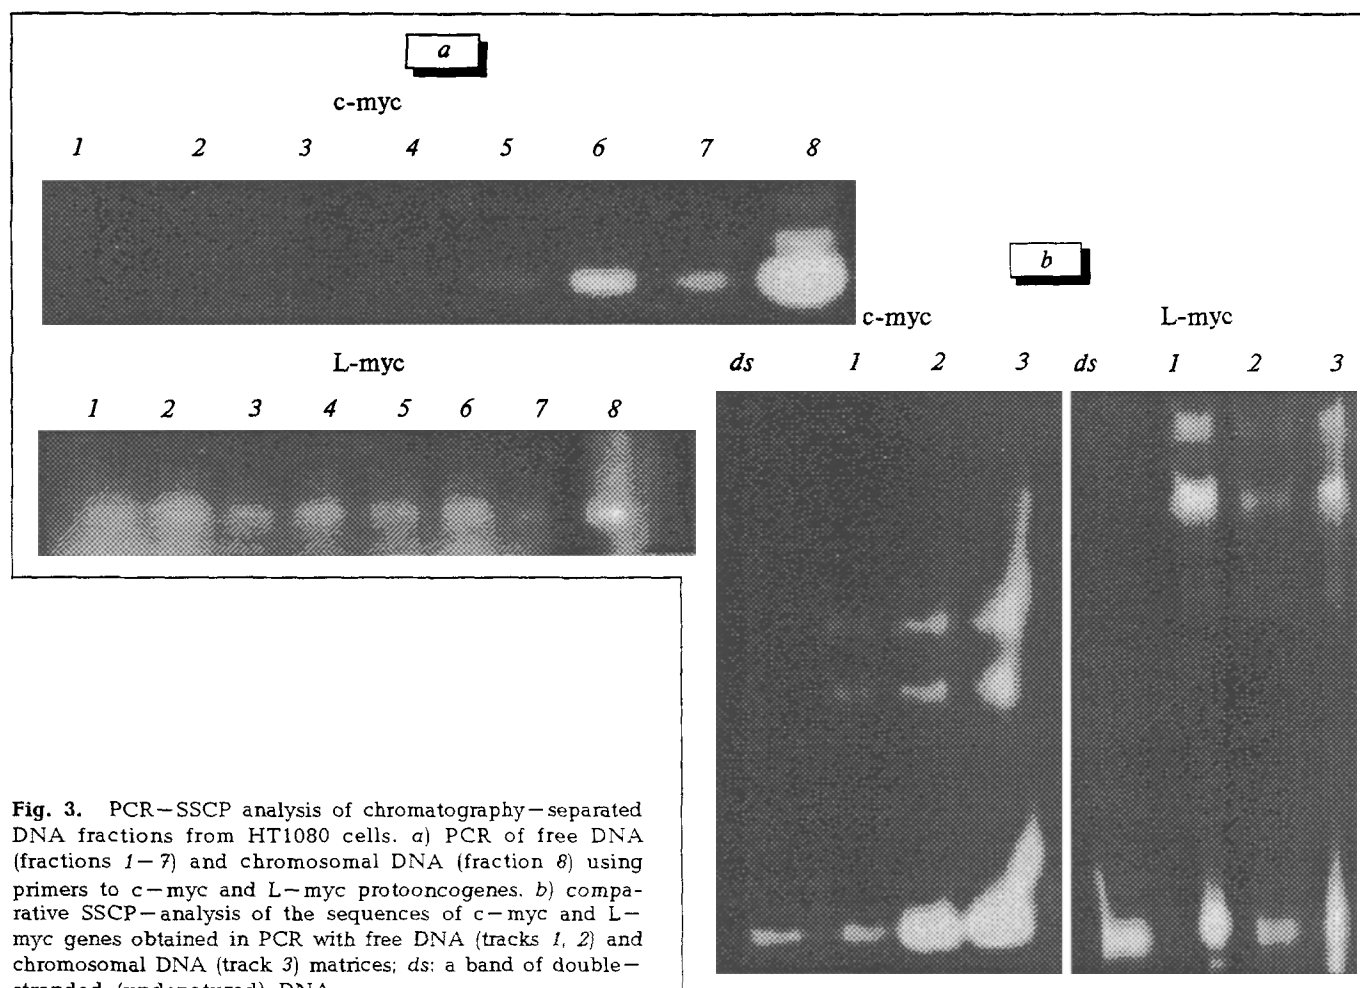 a
c-myc
1 2 3 4 5 6 7 8
L-myc
1 2 3 4 5 6 7 8
b
c-myc L-myc
ds 1 2 3 ds 1 2 3
Fig. 3. PCR—SSCP analysis of chromatography—separated
DNA fractions from HT1080 cells. a) PCR of free DNA
(fractions 1—7) and chromosomal DNA (fraction 8) using
primers to c—myc and L—myc protooncogenes. b) compa-
rative SSCP—analysis of the sequences of c—myc and L—
myc genes obtained in PCR with free DNA (tracks 1, 2) and
chromosomal DNA (track 3) matrices; ds: a band of double—
stranded (undenatured) DNA